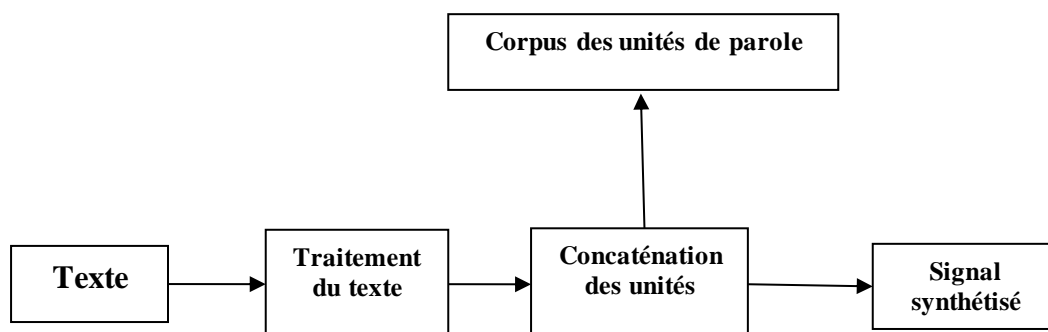 Corpus des unités de parole
Texte
Traitement
du texte
Concaténation
des unités
Signal
synthétisé